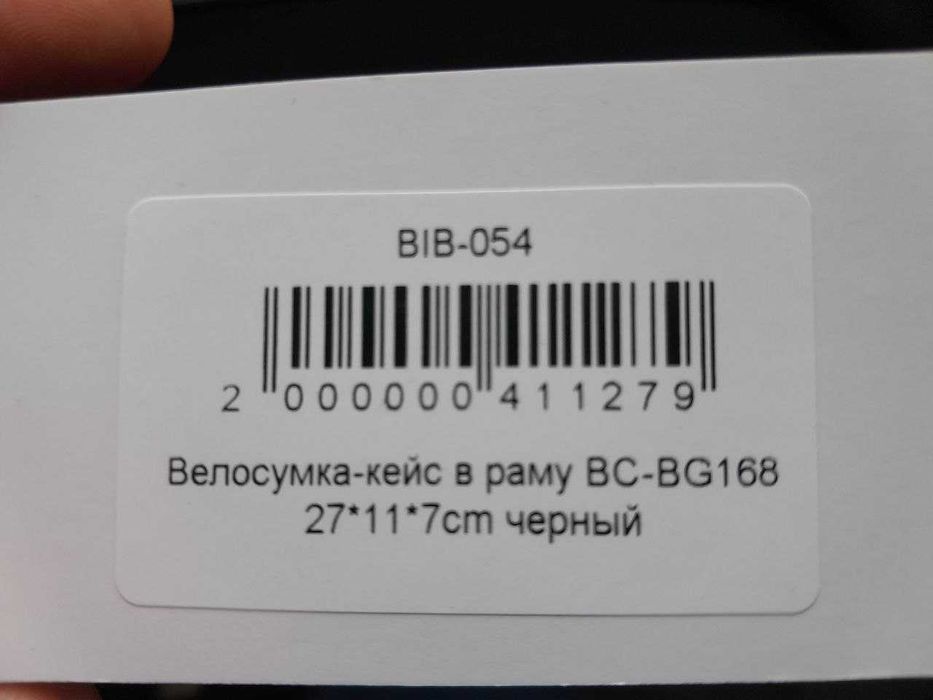 BIB-054
2 000000 411279
Велосумка-кейс в раму BC-BG168
27*11*7cm черный